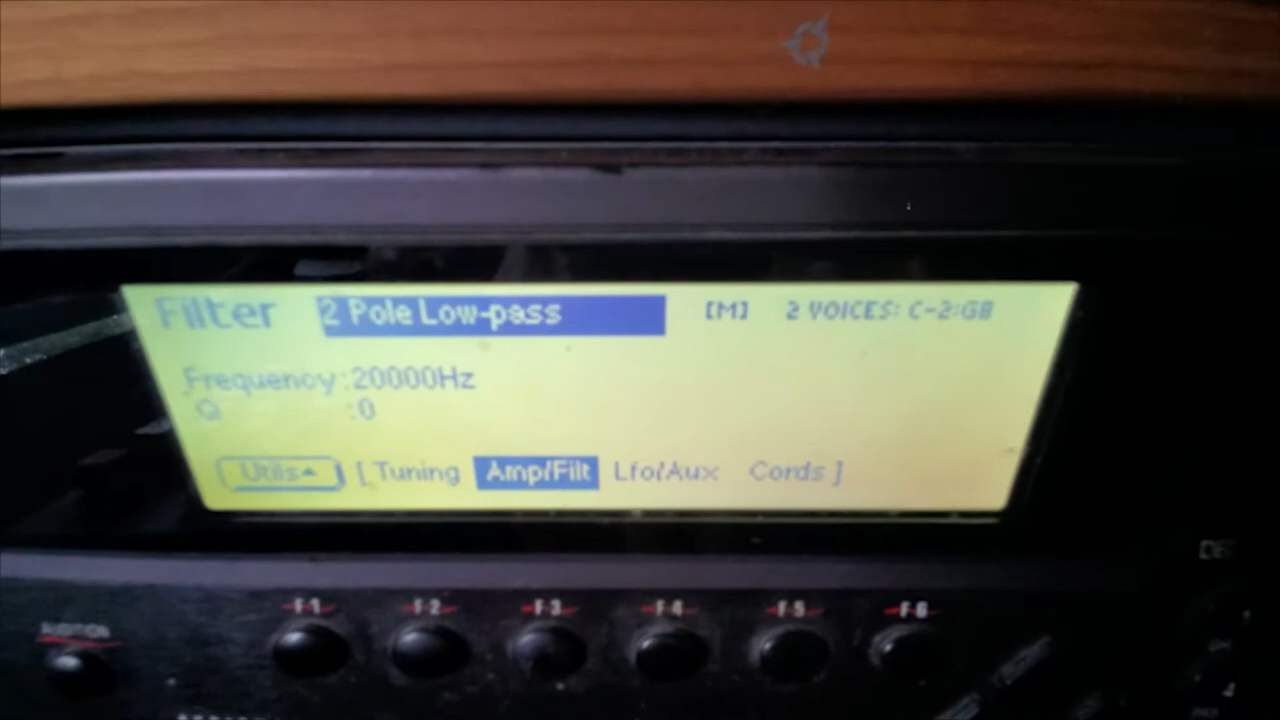 Filter 2 Pole Low-pass [M] 2 VOICES: C-2:G8
Frequency:20000Hz
Q :0
Utils [ Tuning Amp/Filt Lfo/Aux Cords ]
F1 F2 F3 F4 F5 F6